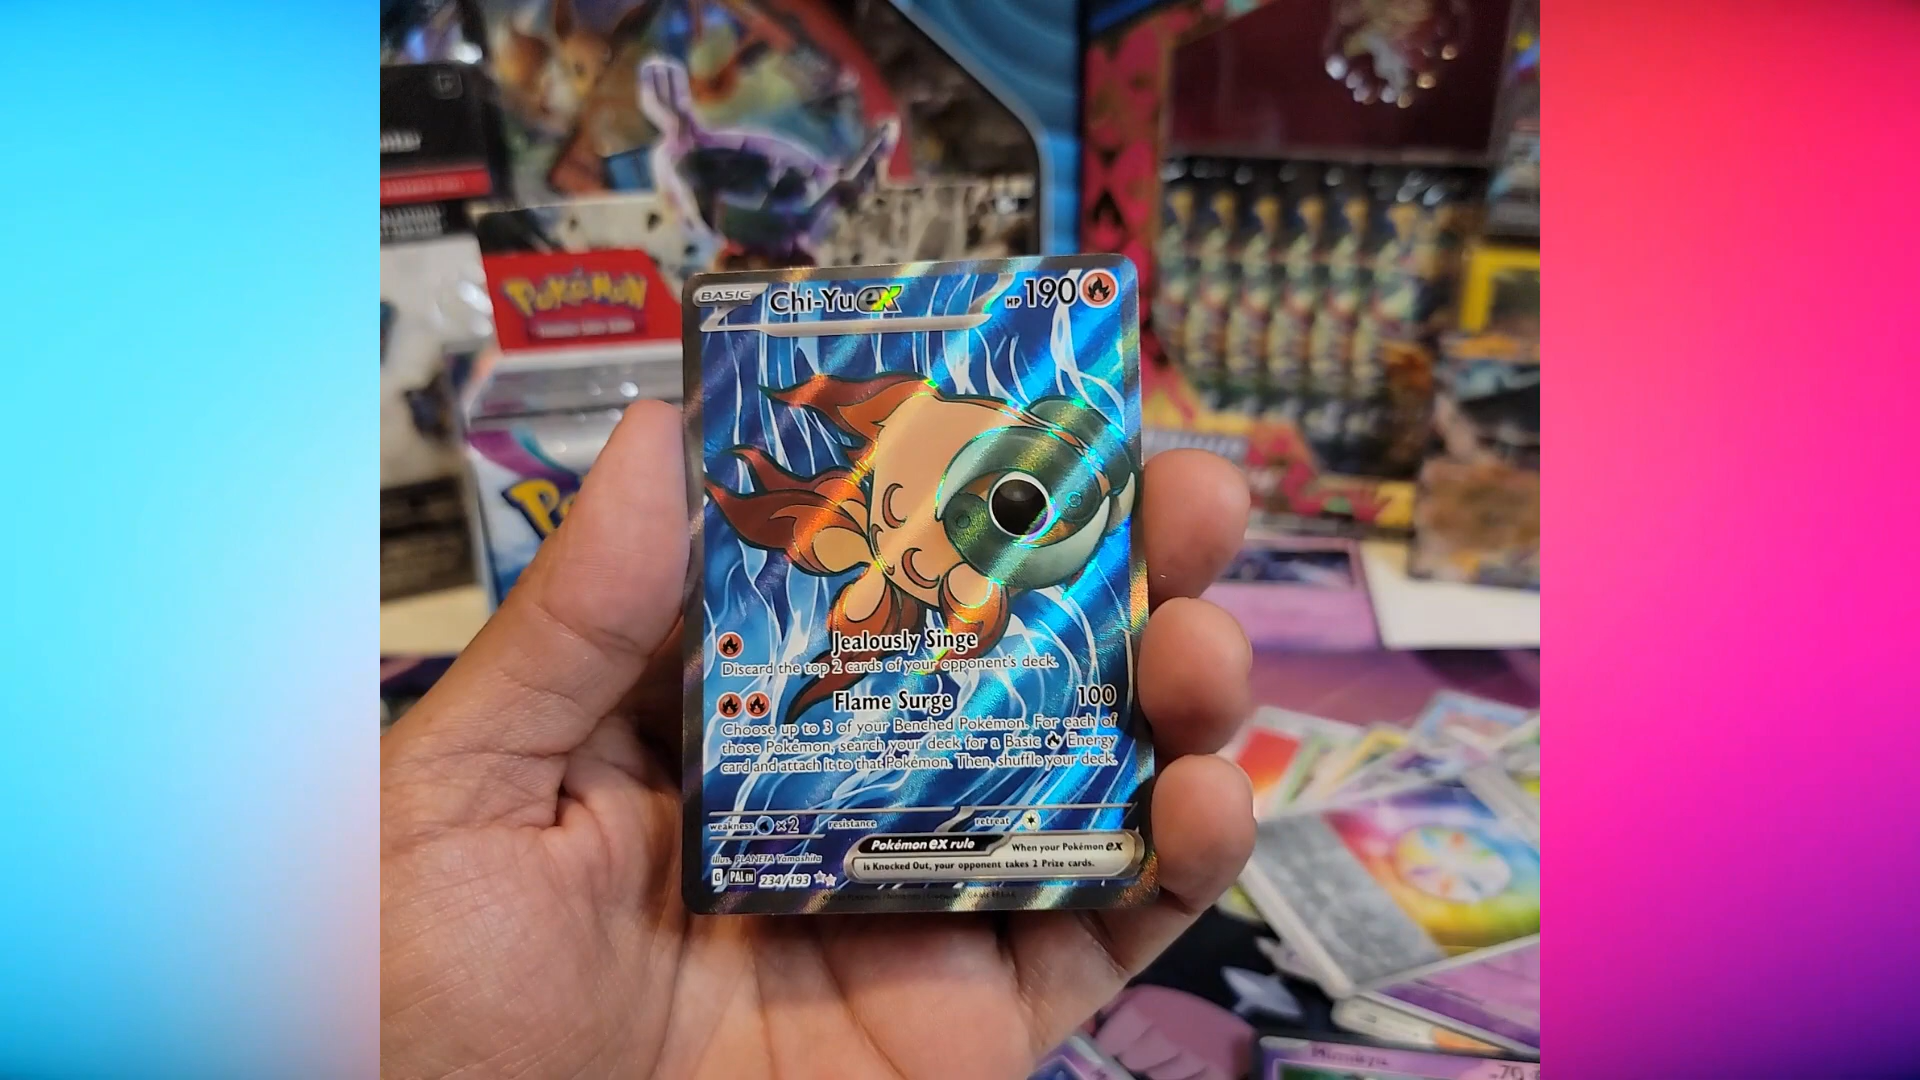 POKéMON
BASIC Chi-Yu ex HP 190
Jealously Singe
Discard the top 2 cards of your opponent's deck.
Flame Surge 100
Choose up to 3 of your Benched Pokémon. For each of
those Pokémon, search your deck for a Basic Energy
card and attach it to that Pokémon. Then, shuffle your deck.
weakness ×2 resistance retreat
Pokémon ex rule When your Pokémon ex
is Knocked Out, your opponent takes 2 Prize cards.
Illus. PLANETA Yamashita
G PAL EN 234/193
70